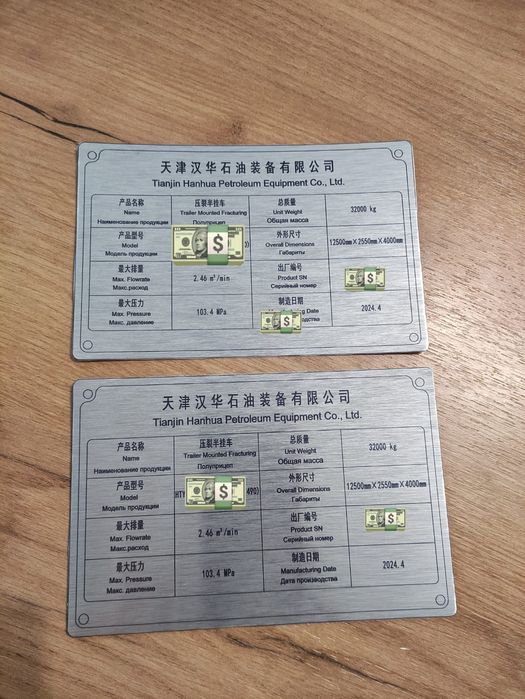 天津汉华石油装备有限公司
Tianjin Hanhua Petroleum Equipment Co., Ltd.
产品名称 压裂半挂车 总质量 32000 kg
Name Trailer Mounted Fracturing Unit Weight
Наименование продукции Полуприцеп Общая масса
产品型号 外形尺寸 12500mm×2550mm×4000mm
Model Overall Dimensions
Модель продукции Габариты
最大排量 2.46 m³/min 出厂编号
Max. Flowrate Product SN
Макс.расход Серийный номер
最大压力 103.4 MPa 制造日期 2024.4
Max. Pressure Date
Макс. давление
天津汉华石油装备有限公司
Tianjin Hanhua Petroleum Equipment Co., Ltd.
产品名称 压裂半挂车 总质量 32000 kg
Name Trailer Mounted Fracturing Unit Weight
Наименование продукции Полуприцеп Общая масса
产品型号 外形尺寸 12500mm×2550mm×4000mm
Model Overall Dimensions
Модель продукции Габариты
最大排量 2.46 m³/min 出厂编号
Max. Flowrate Product SN
Макс.расход Серийный номер
最大压力 103.4 MPa 制造日期 2024.4
Max. Pressure Manufacturing Date
Макс. давление Дата производства